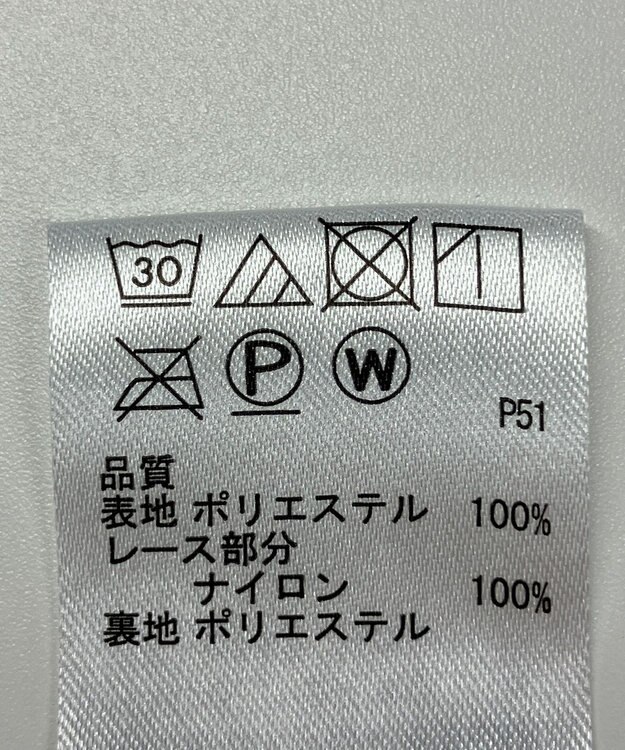 30
P W
P51
品質
表地 ポリエステル 100%
レース部分
ナイロン 100%
裏地 ポリエステル